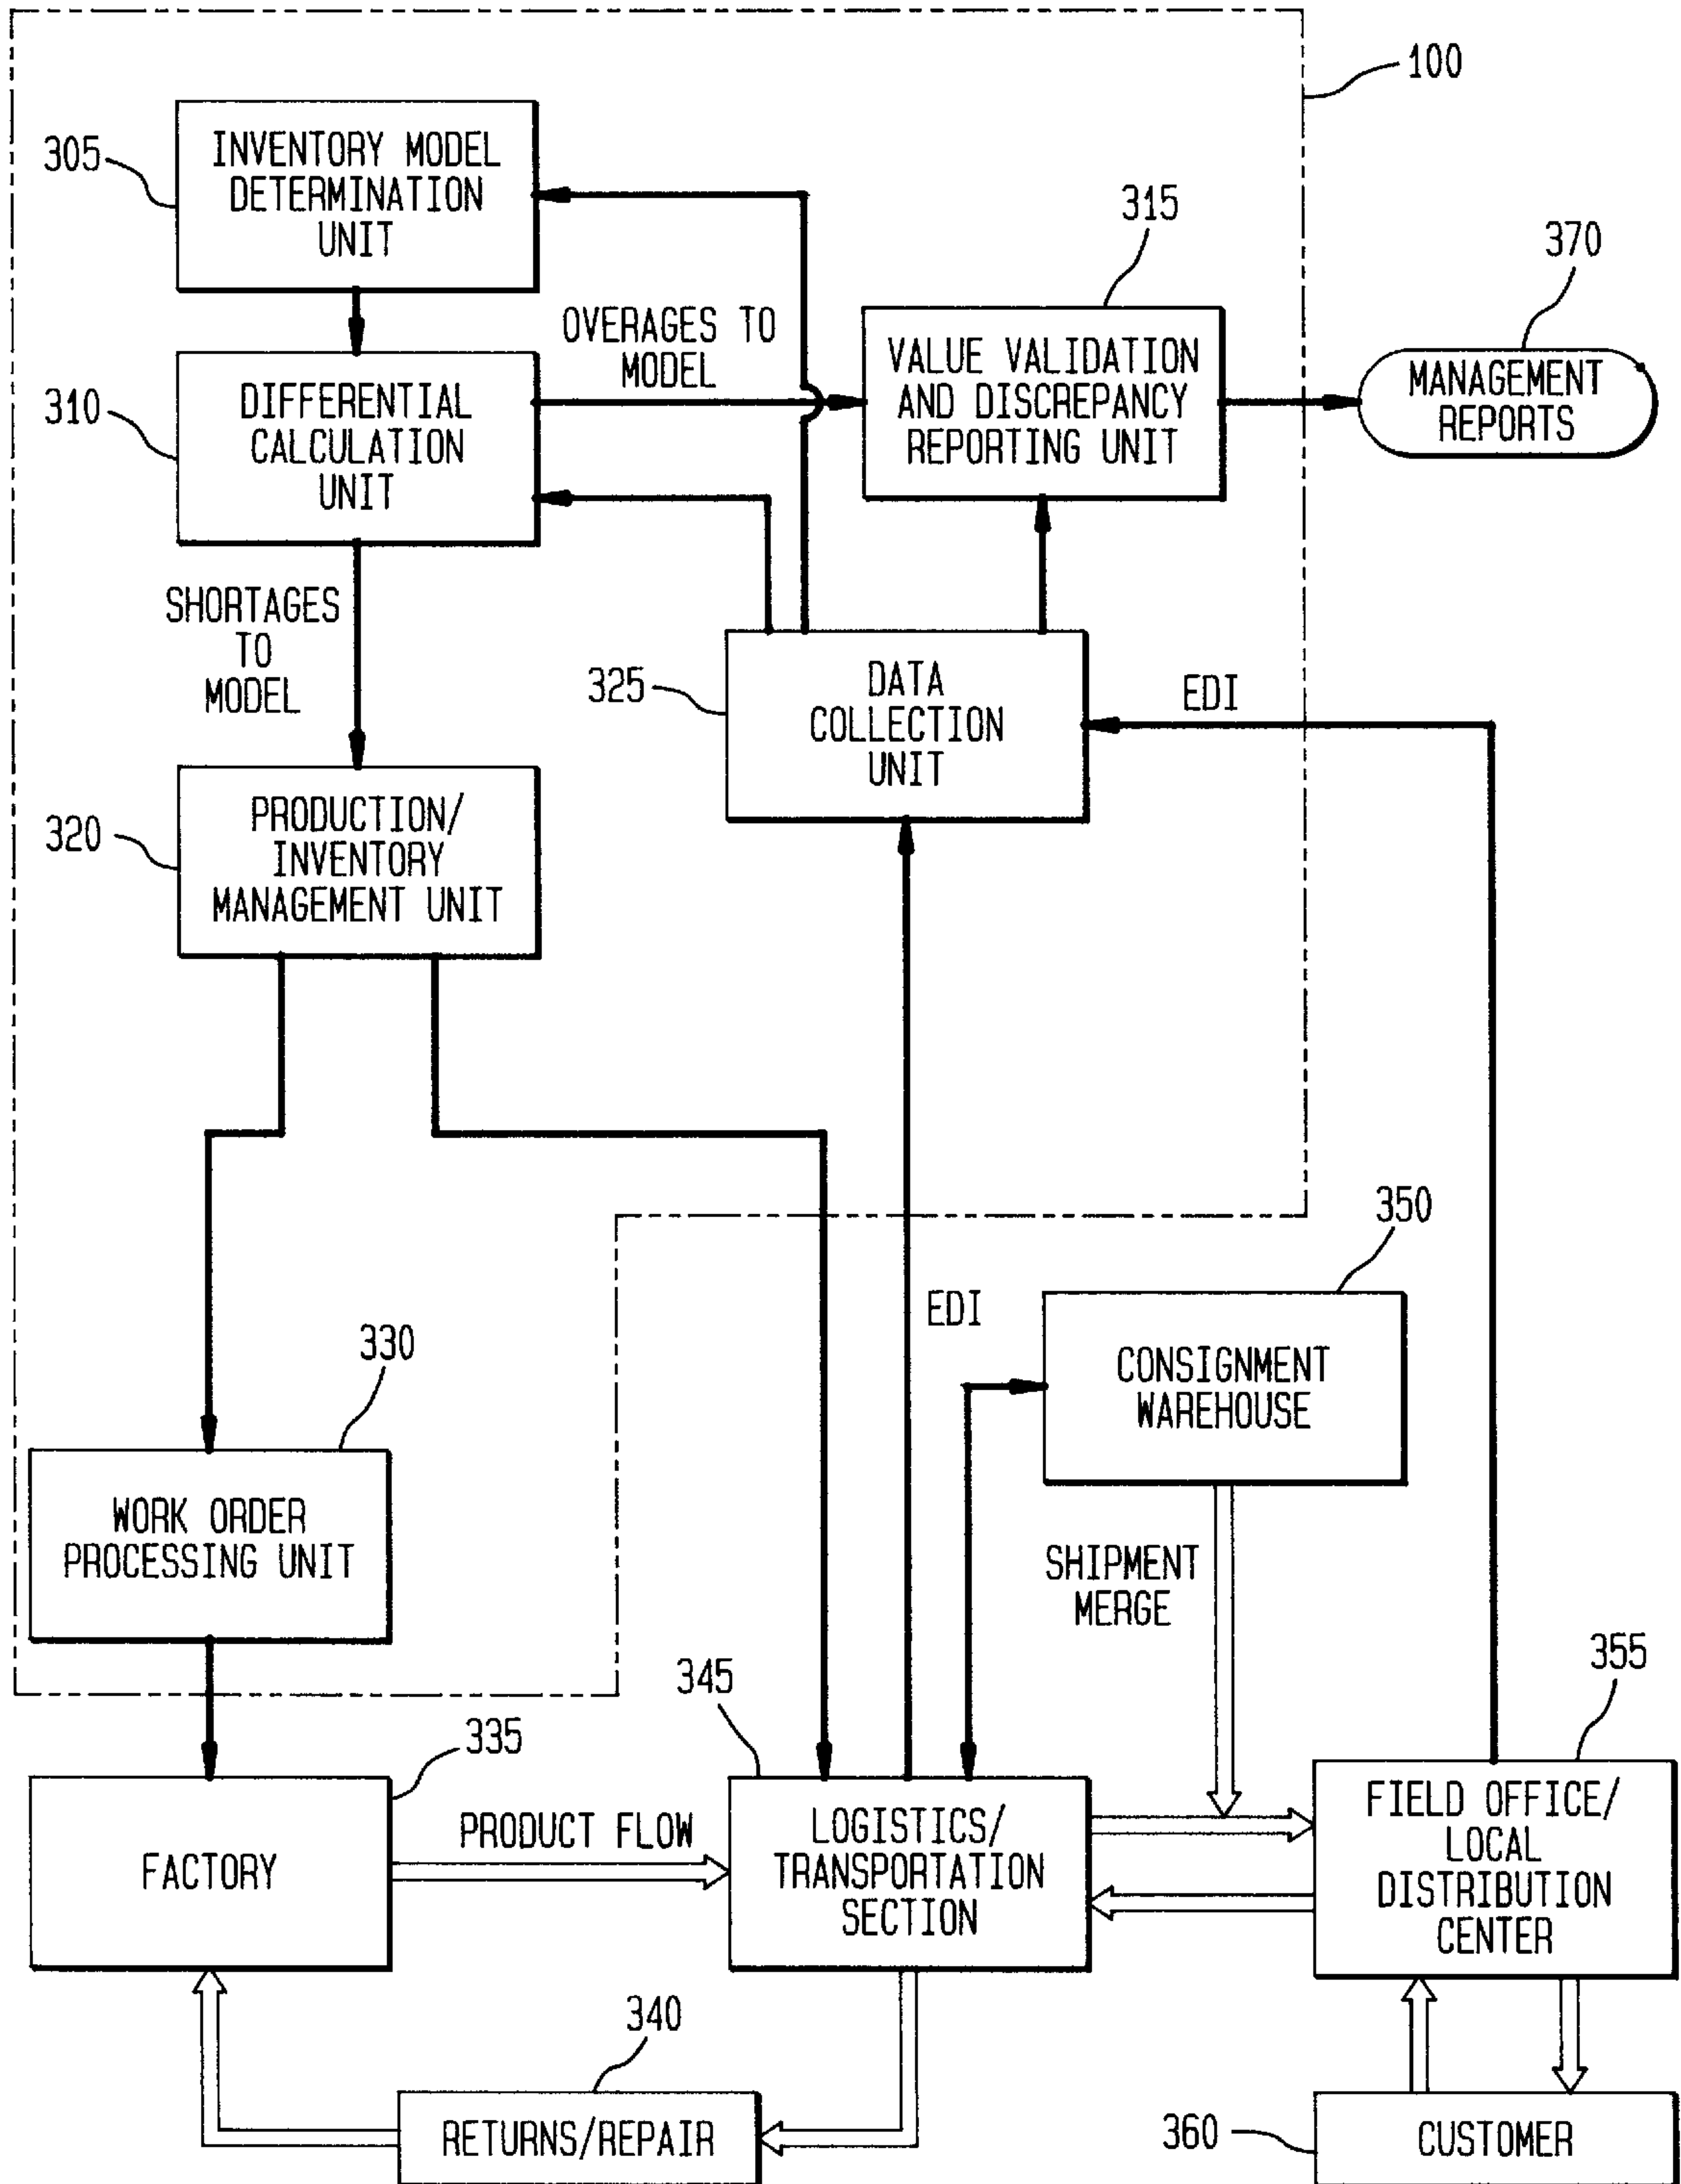 100
305
INVENTORY MODEL
DETERMINATION
UNIT
315
370
OVERAGES TO
MODEL
310
DIFFERENTIAL
CALCULATION
UNIT
VALUE VALIDATION
AND DISCREPANCY
REPORTING UNIT
MANAGEMENT
REPORTS
SHORTAGES
TO
MODEL
325
DATA
COLLECTION
UNIT
EDI
320
PRODUCTION/
INVENTORY
MANAGEMENT UNIT
350
EDI
CONSIGNMENT
WAREHOUSE
330
WORK ORDER
PROCESSING UNIT
SHIPMENT
MERGE
345
355
335
FACTORY
PRODUCT FLOW
LOGISTICS/
TRANSPORTATION
SECTION
FIELD OFFICE/
LOCAL
DISTRIBUTION
CENTER
340
RETURNS/REPAIR
360
CUSTOMER